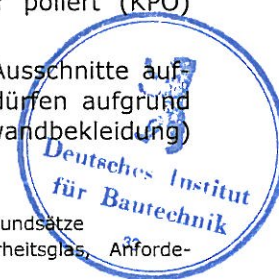 poliert (KPO)
Ausschnitte auf-
dürfen aufgrund
wandbekleidung)
Deutsches Institut
für Bautechnik
undsätze
rheitsglas, Anforde-